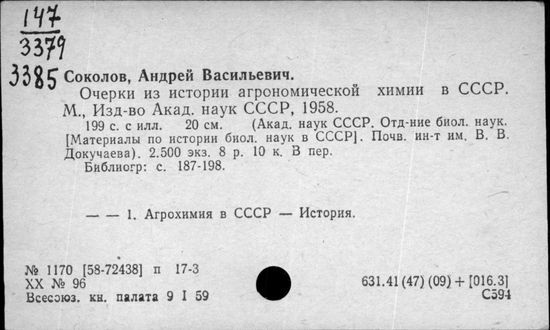 147
3379
3385
Соколов, Андрей Васильевич.
Очерки из истории агрономической химии в СССР.
М., Изд-во Акад. наук СССР, 1958.
199 с. с илл. 20 см. (Акад. наук СССР. Отд-ние биол. наук.
[Материалы по истории биол. наук в СССР]. Почв. ин-т им. В. В.
Докучаева). 2.500 экз. 8 р. 10 к. В пер.
Библиогр: с. 187-198.
— — 1. Агрохимия в СССР — История.
№ 1170 [58-72438] п 17-3
XX № 96
Всесоюз. кн. палата 9 I 59
631.41 (47) (09) + [016.3]
С594